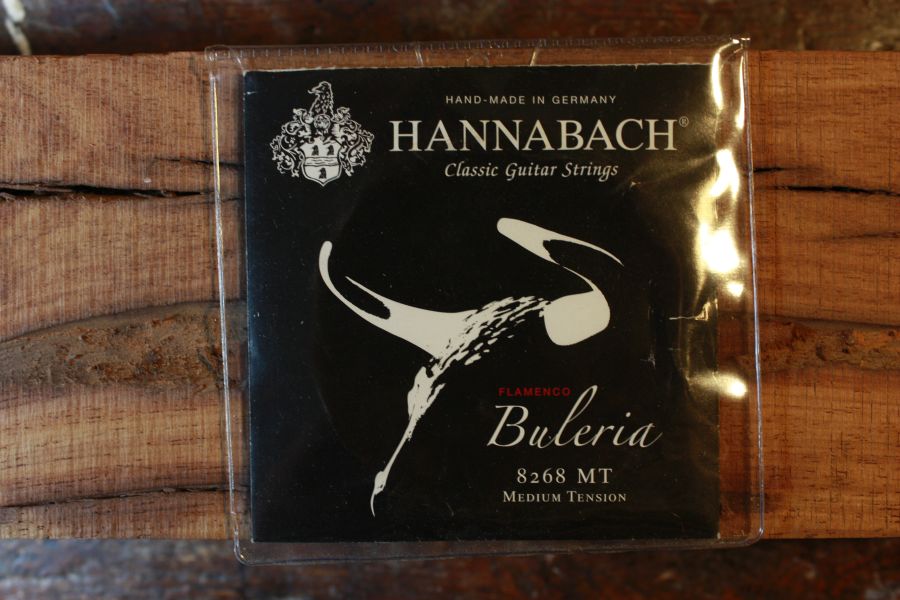 HAND-MADE IN GERMANY
HANNABACH®
Classic Guitar Strings
FLAMENCO
Buleria
8268 MT
MEDIUM TENSION